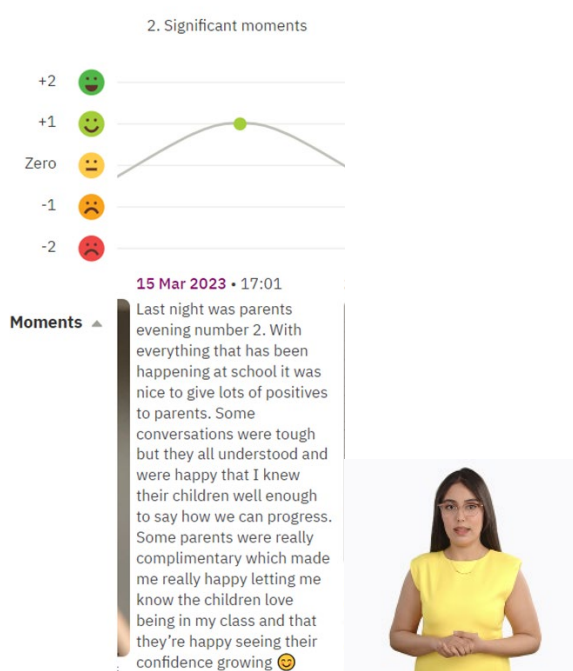 2. Significant moments
+2
+1
Zero
-1
-2
15 Mar 2023 • 17:01
Moments
Last night was parents
evening number 2. With
everything that has been
happening at school it was
nice to give lots of positives
to parents. Some
conversations were tough
but they all understood and
were happy that I knew
their children well enough
to say how we can progress.
Some parents were really
complimentary which made
me really happy letting me
know the children love
being in my class and that
they're happy seeing their
confidence growing 😊